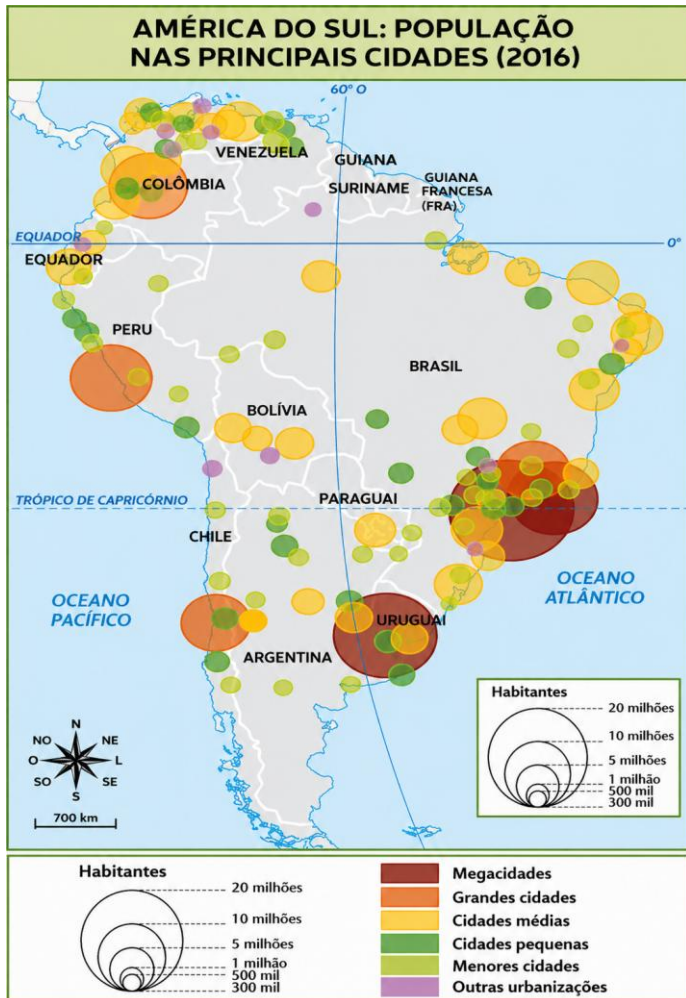 AMÉRICA DO SUL: POPULAÇÃO
NAS PRINCIPAIS CIDADES (2016)
60° O
VENEZUELA
GUIANA
COLÔMBIA
SURINAME
GUIANA
FRANCESA
(FRA)
EQUADOR
0°
EQUADOR
PERU
BRASIL
BOLÍVIA
TRÓPICO DE CAPRICÓRNIO
PARAGUAI
CHILE
OCEANO
PACÍFICO
OCEANO
ATLÂNTICO
URUGUAI
ARGENTINA
N
NO
NE
O
L
SO
SE
S
700 km
Habitantes
20 milhões
10 milhões
5 milhões
1 milhão
500 mil
300 mil
Habitantes
20 milhões
10 milhões
5 milhões
1 milhão
500 mil
300 mil
Megacidades
Grandes cidades
Cidades médias
Cidades pequenas
Menores cidades
Outras urbanizações